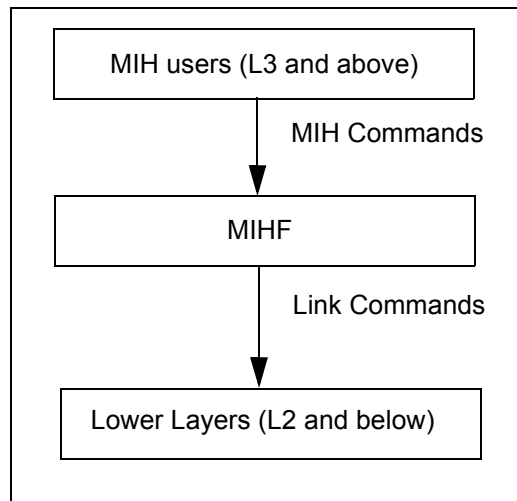 MIH users (L3 and above)
MIH Commands
MIHF
Link Commands
Lower Layers (L2 and below)